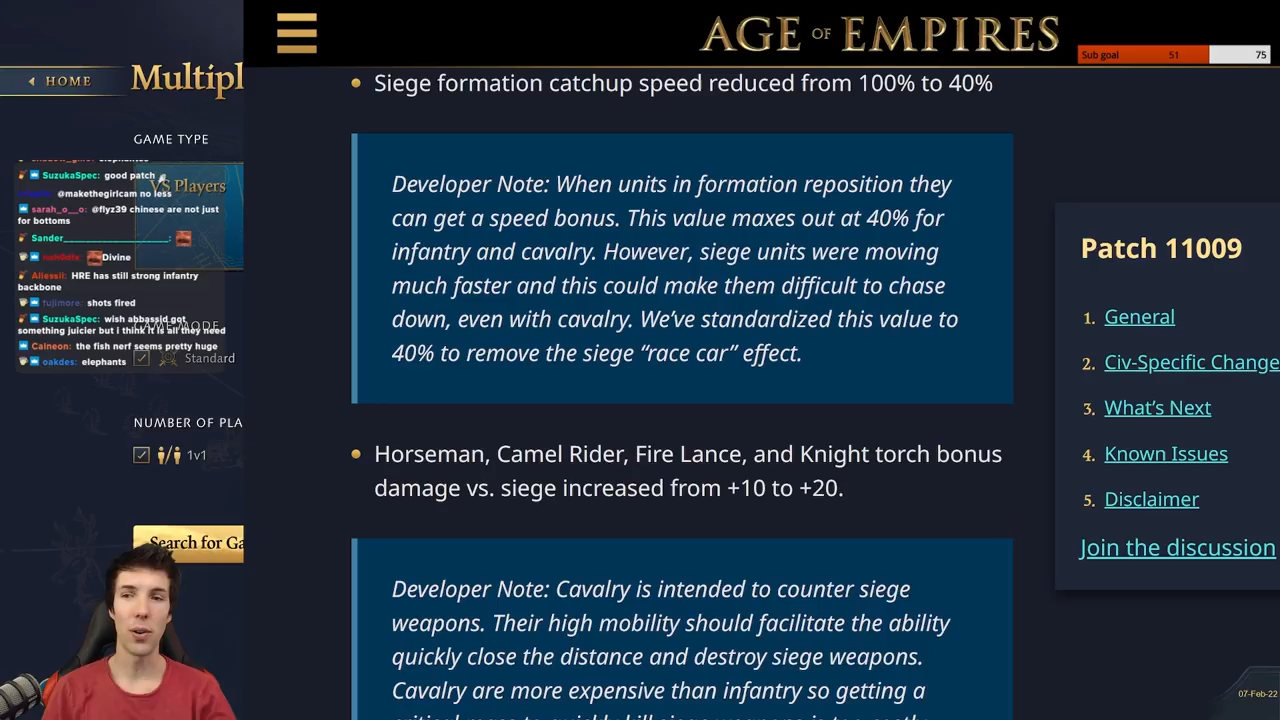 AGE OF EMPIRES
Sub goal 51 75
HOME
Multipl
GAME TYPE
VS Players
SuzukaSpec: good patch
@makethegirlcam no less
sarah_o__o: @flyz39 chinese are not just
for bottoms
Divine
Allessii: HRE has still strong infantry
backbone
fujimore: shots fired
SuzukaSpec: wish abbassid got
something juicier but i think it is all they need
GAME MODE
Caineon: the fish nerf seems pretty huge
oakdes: elephants
Standard
NUMBER OF PLA
1v1
Search for Ga
Siege formation catchup speed reduced from 100% to 40%
Developer Note: When units in formation reposition they
can get a speed bonus. This value maxes out at 40% for
infantry and cavalry. However, siege units were moving
much faster and this could make them difficult to chase
down, even with cavalry. We’ve standardized this value to
40% to remove the siege “race car” effect.
Horseman, Camel Rider, Fire Lance, and Knight torch bonus
damage vs. siege increased from +10 to +20.
Developer Note: Cavalry is intended to counter siege
weapons. Their high mobility should facilitate the ability
quickly close the distance and destroy siege weapons.
Cavalry are more expensive than infantry so getting a
Patch 11009
1. General
2. Civ-Specific Change
3. What’s Next
4. Known Issues
5. Disclaimer
Join the discussion
07-Feb-22